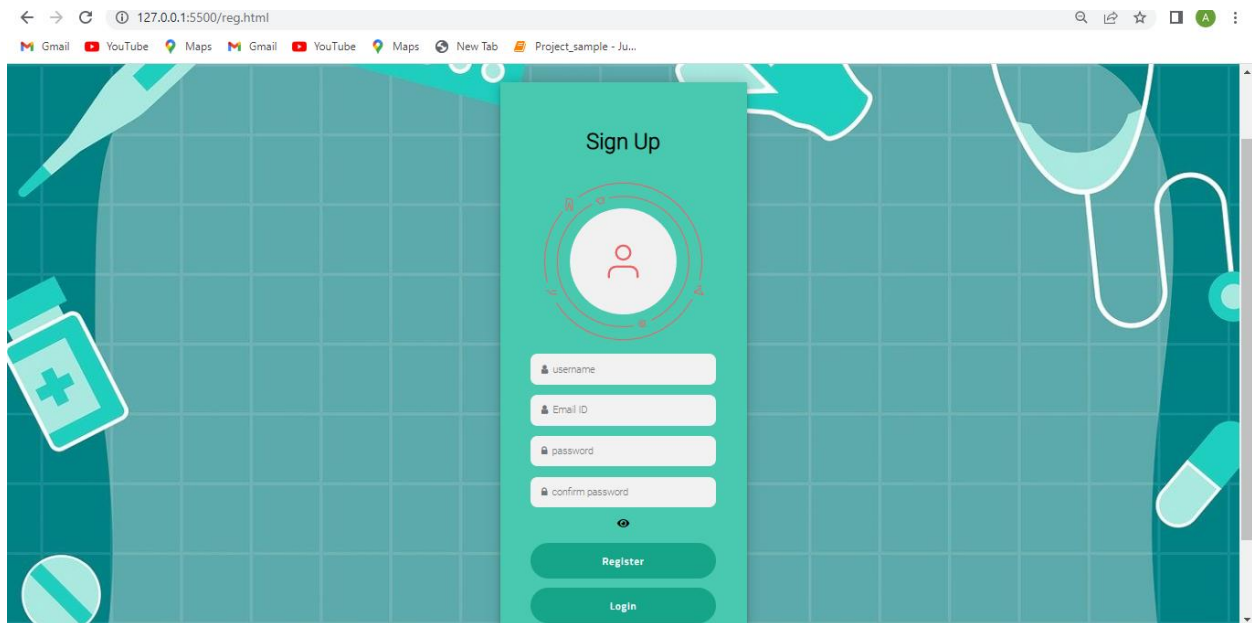 127.0.0.1:5500/reg.html
A
Gmail YouTube Maps Gmail YouTube Maps New Tab Project_sample - Ju...
Sign Up
username
Email ID
password
confirm password
Register
Login